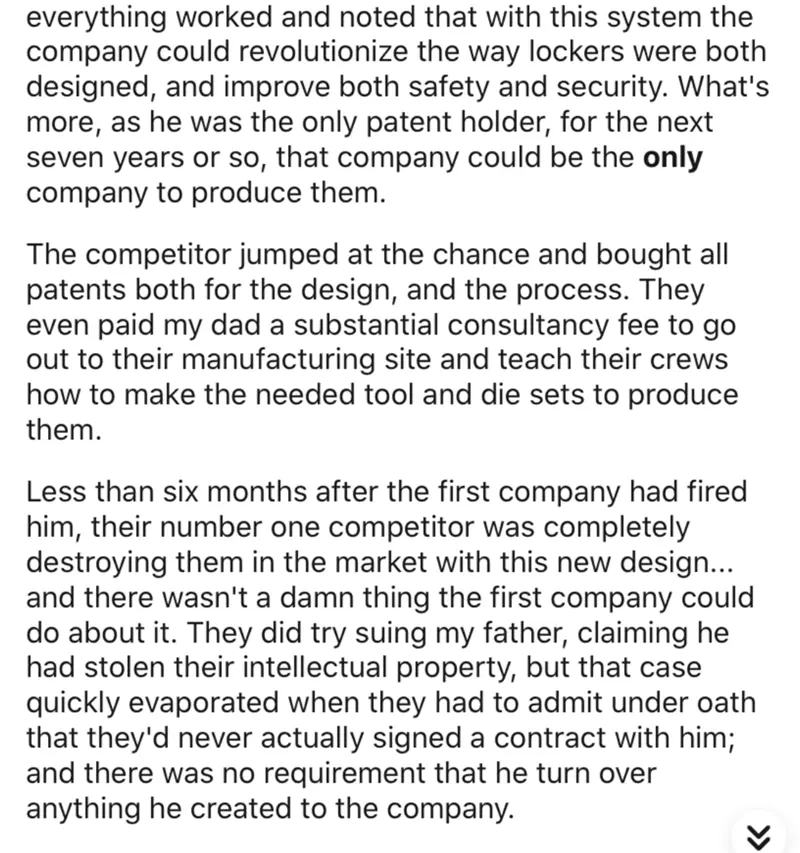 everything worked and noted that with this system the
company could revolutionize the way lockers were both
designed, and improve both safety and security. What's
more, as he was the only patent holder, for the next
seven years or so, that company could be the only
company to produce them.
The competitor jumped at the chance and bought all
patents both for the design, and the process. They
even paid my dad a substantial consultancy fee to go
out to their manufacturing site and teach their crews
how to make the needed tool and die sets to produce
them.
Less than six months after the first company had fired
him, their number one competitor was completely
destroying them in the market with this new design...
and there wasn't a damn thing the first company could
do about it. They did try suing my father, claiming he
had stolen their intellectual property, but that case
quickly evaporated when they had to admit under oath
that they'd never actually signed a contract with him;
and there was no requirement that he turn over
anything he created to the company.